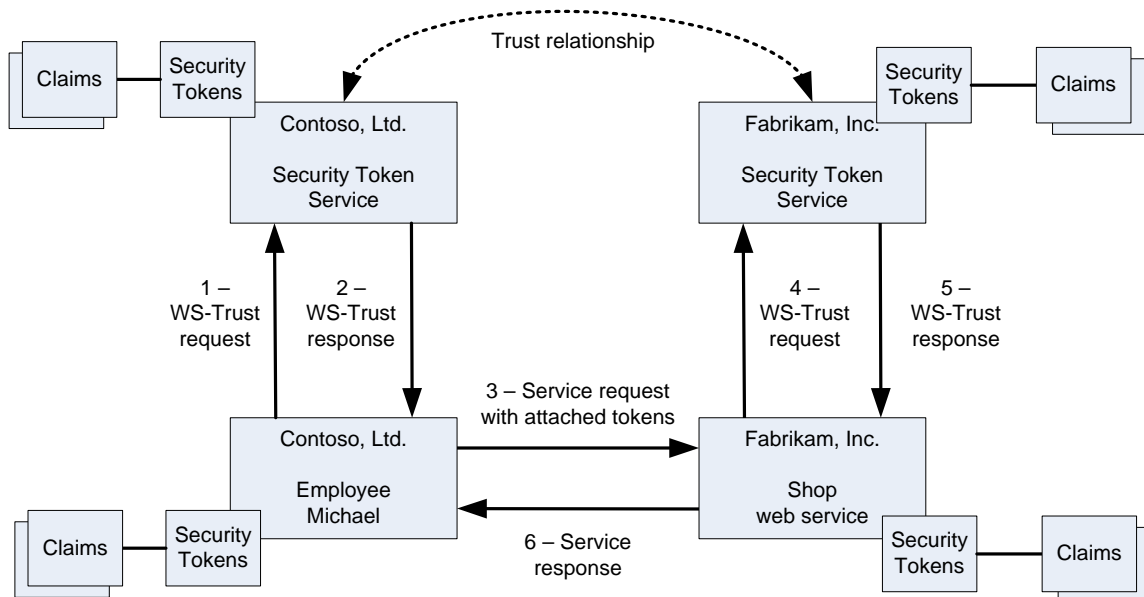 Trust relationship
Claims
Security
Tokens
Contoso, Ltd.
Security Token
Service
Fabrikam, Inc.
Security Token
Service
Security
Tokens
Claims
1 –
WS-Trust
request
2 –
WS-Trust
response
4 –
WS-Trust
request
5 –
WS-Trust
response
3 – Service request
with attached tokens
Contoso, Ltd.
Employee
Michael
Fabrikam, Inc.
Shop
web service
Claims
Security
Tokens
6 – Service
response
Security
Tokens
Claims